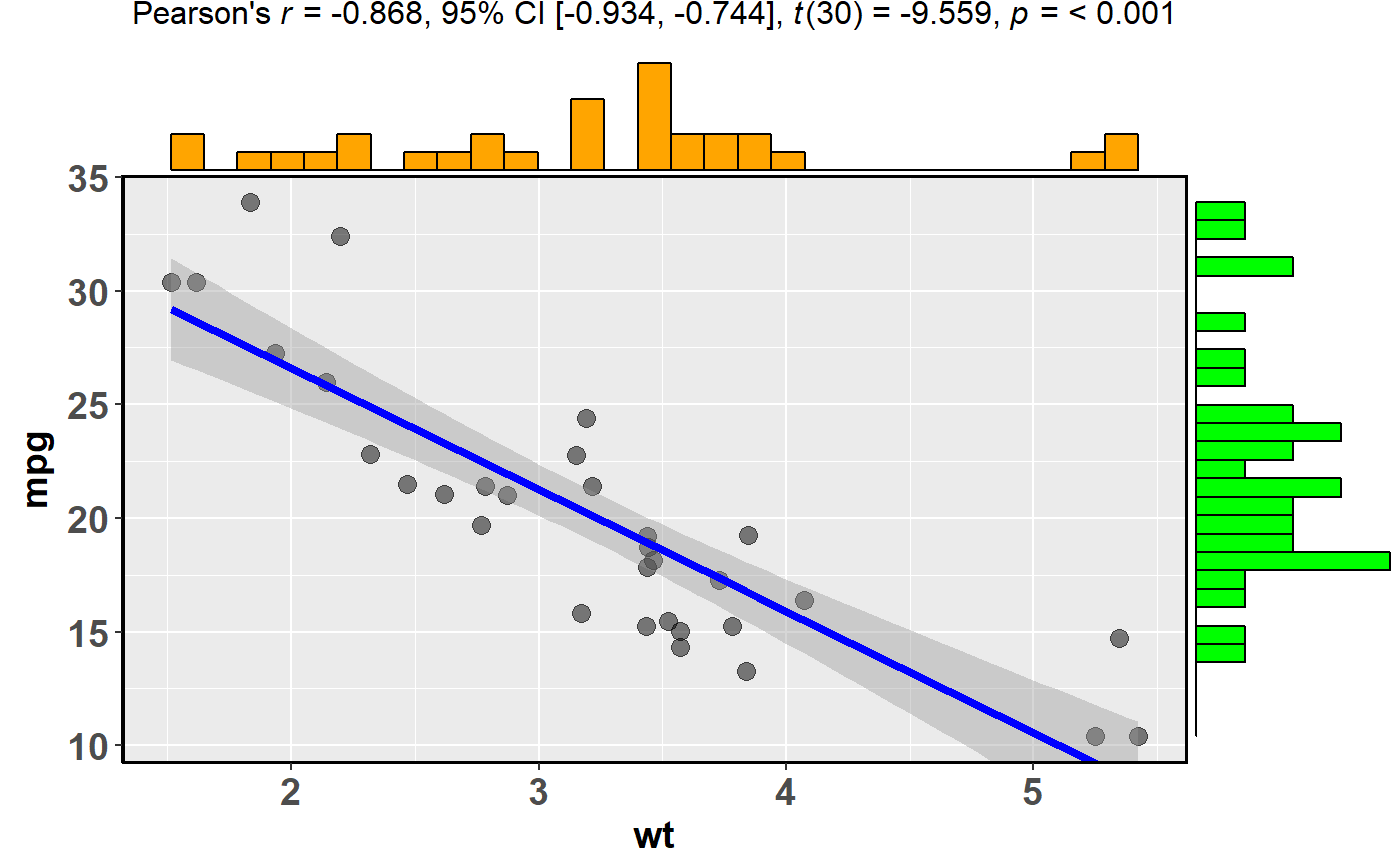 Pearson's r = -0.868, 95% CI [-0.934, -0.744], t(30) = -9.559, p = < 0.001
35
30
25
20
15
10
mpg
2 3 4 5
wt